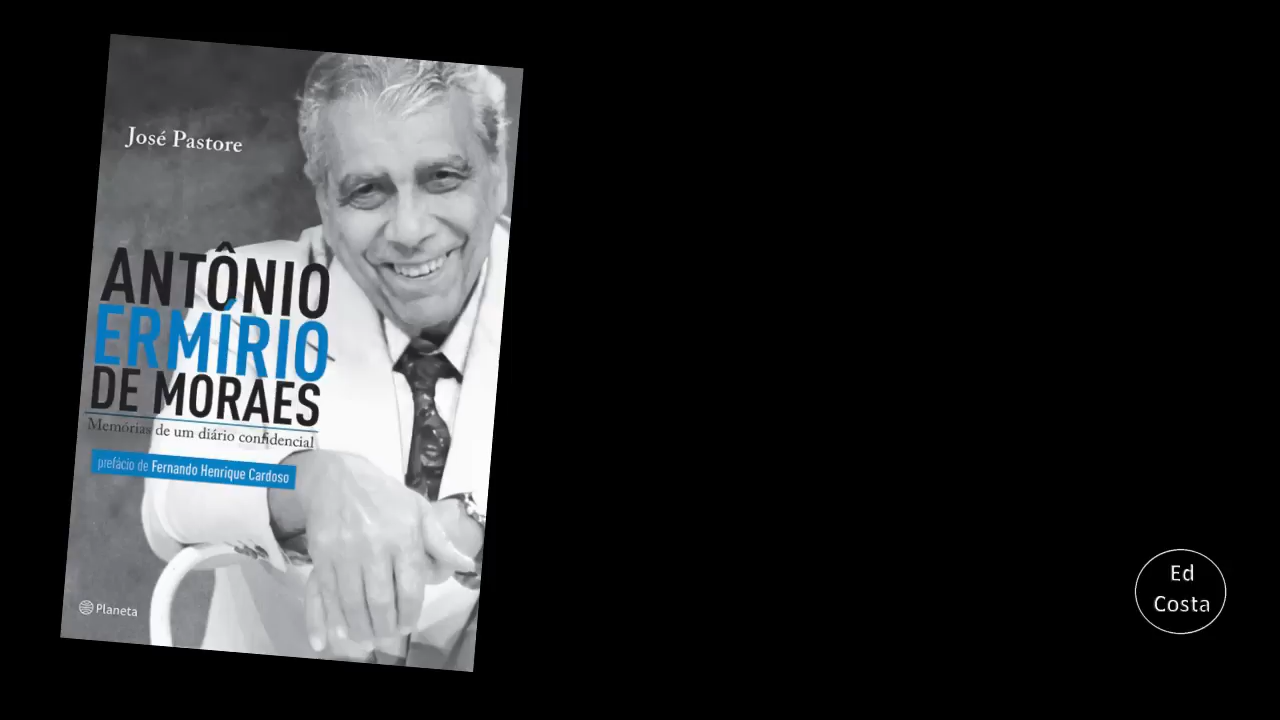 José Pastore
ANTÔNIO
ERMÍRIO
DE MORAES
Memórias de um diário confidencial
prefácio de Fernando Henrique Cardoso
Planeta
Ed
Costa